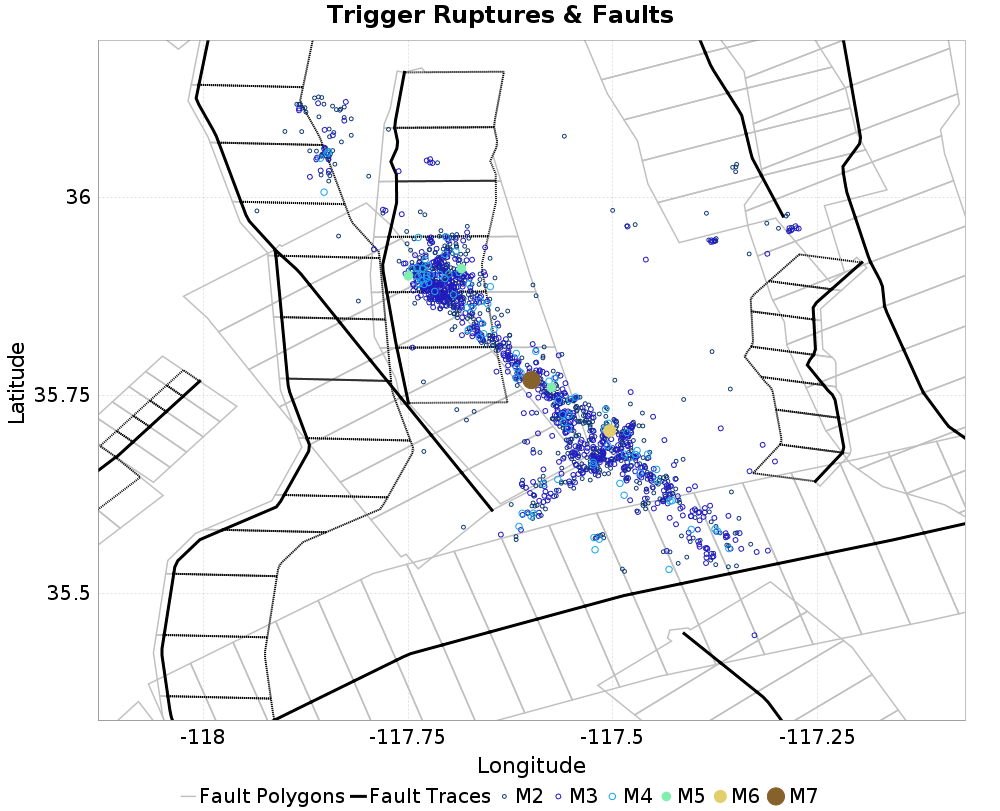 Trigger Ruptures & Faults
Latitude
36
35.75
35.5
-118
-117.75
-117.5
-117.25
Longitude
Fault Polygons Fault Traces M2 M3 M4 M5 M6 M7